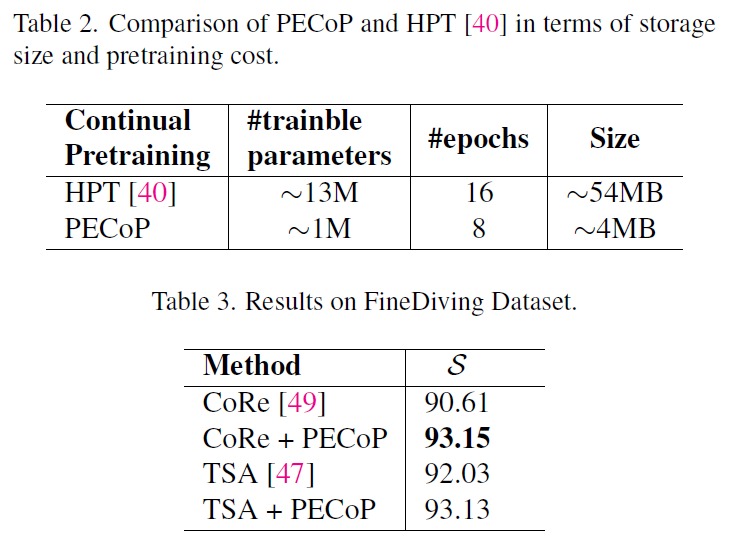 Table 2. Comparison of PECoP and HPT [40] in terms of storage
size and pretraining cost.
Continual Pretraining #trainble parameters #epochs Size
HPT [40] ∼13M 16 ∼54MB
PECoP ∼1M 8 ∼4MB
Table 3. Results on FineDiving Dataset.
Method S
CoRe [49] 90.61
CoRe + PECoP 93.15
TSA [47] 92.03
TSA + PECoP 93.13